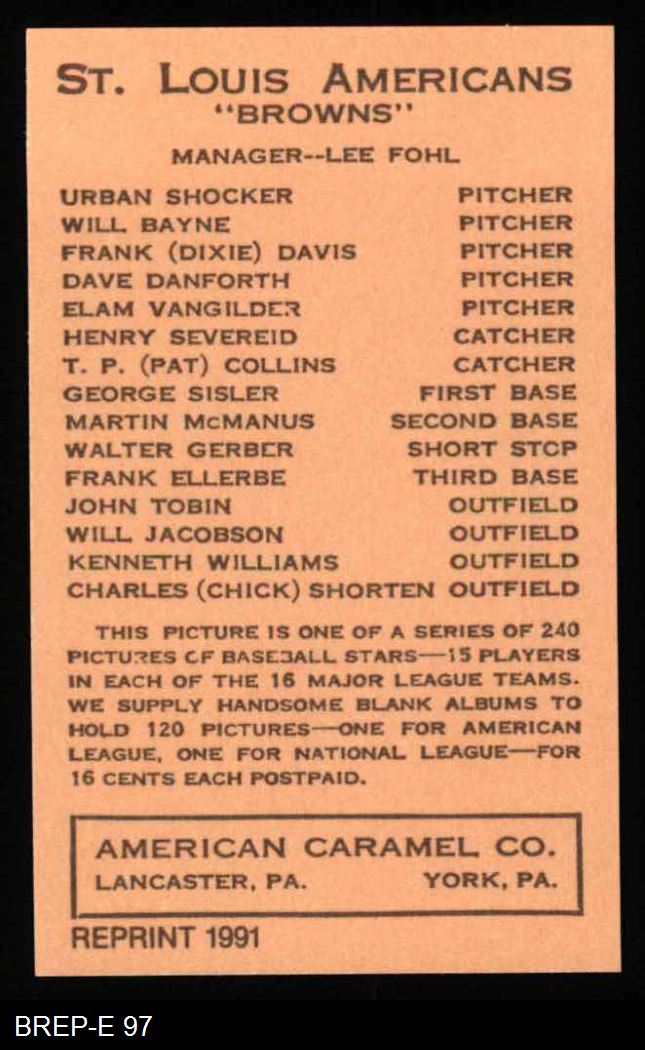 ST. LOUIS AMERICANS
"BROWNS"
MANAGER--LEE FOHL
URBAN SHOCKER PITCHER
WILL BAYNE PITCHER
FRANK (DIXIE) DAVIS PITCHER
DAVE DANFORTH PITCHER
ELAM VANGILDER PITCHER
HENRY SEVEREID CATCHER
T. P. (PAT) COLLINS CATCHER
GEORGE SISLER FIRST BASE
MARTIN McMANUS SECOND BASE
WALTER GERBER SHORT STOP
FRANK ELLERBE THIRD BASE
JOHN TOBIN OUTFIELD
WILL JACOBSON OUTFIELD
KENNETH WILLIAMS OUTFIELD
CHARLES (CHICK) SHORTEN OUTFIELD
THIS PICTURE IS ONE OF A SERIES OF 240
PICTURES OF BASEBALL STARS—15 PLAYERS
IN EACH OF THE 16 MAJOR LEAGUE TEAMS.
WE SUPPLY HANDSOME BLANK ALBUMS TO
HOLD 120 PICTURES—ONE FOR AMERICAN
LEAGUE, ONE FOR NATIONAL LEAGUE—FOR
16 CENTS EACH POSTPAID.
AMERICAN CARAMEL CO.
LANCASTER, PA. YORK, PA.
REPRINT 1991
BREP-E 97